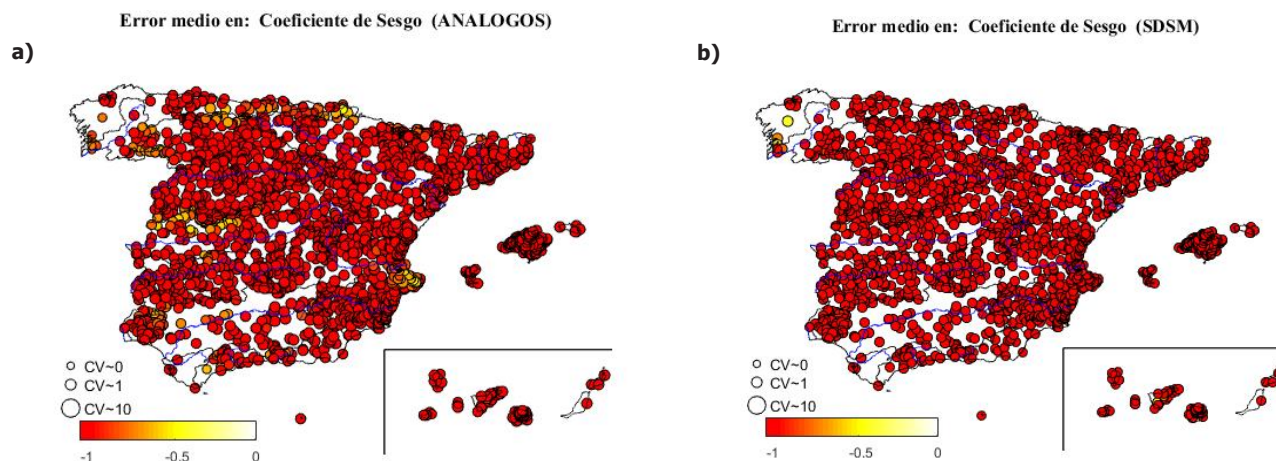 Error medio en: Coeficiente de Sesgo (ANALOGOS)
a)
CV~0
CV~1
CV~10
-1 -0.5 0
Error medio en: Coeficiente de Sesgo (SDSM)
b)
CV~0
CV~1
CV~10
-1 -0.5 0